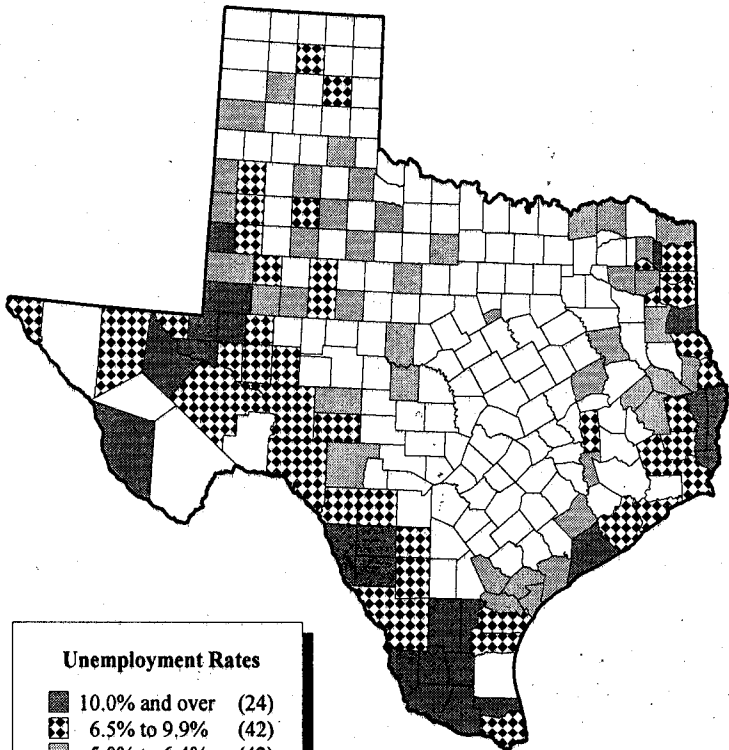 Unemployment Rates
10.0% and over (24)
6.5% to 9.9% (42)